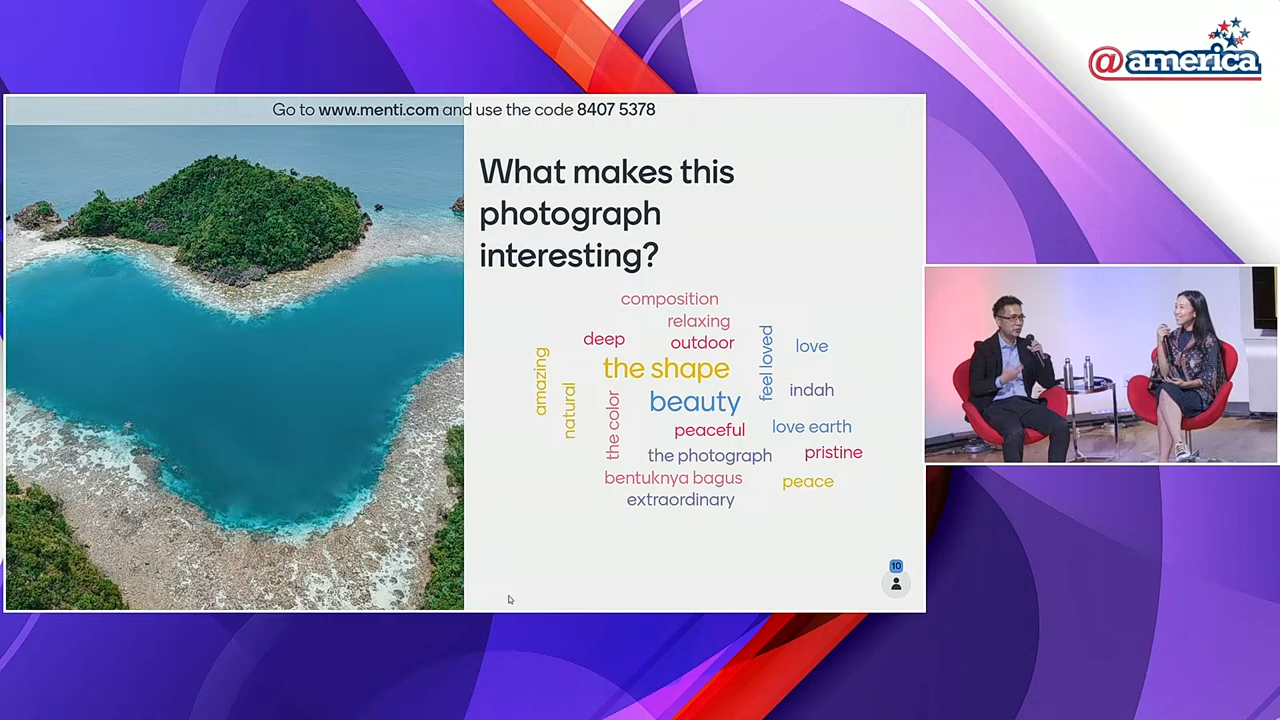 @america
Go to www.menti.com and use the code 8407 5378
What makes this
photograph
interesting?
composition
relaxing
deep
outdoor
the shape
feel loved
love
amazing
natural
the color
beauty
indah
peaceful
love earth
the photograph
pristine
bentuknya bagus
peace
extraordinary
10